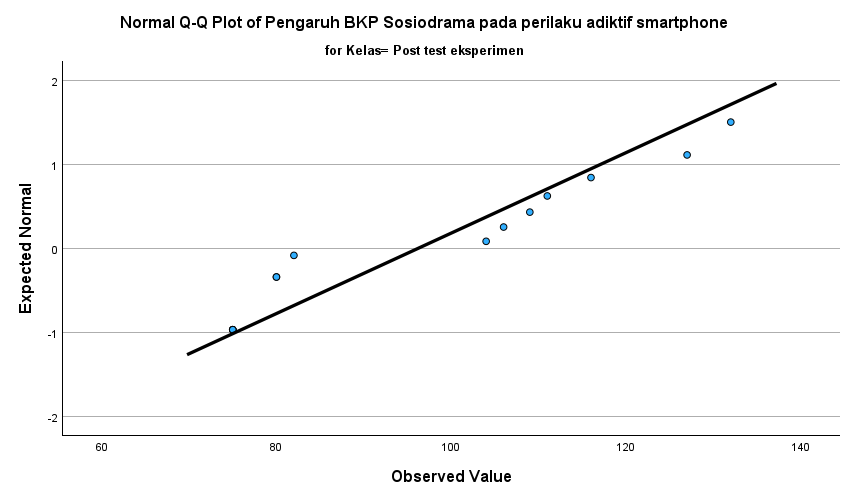 Normal Q-Q Plot of Pengaruh BKP Sosiodrama pada perilaku adiktif smartphone
for Kelas= Post test eksperimen
Expected Normal
2
1
0
-1
-2
60 80 100 120 140
Observed Value